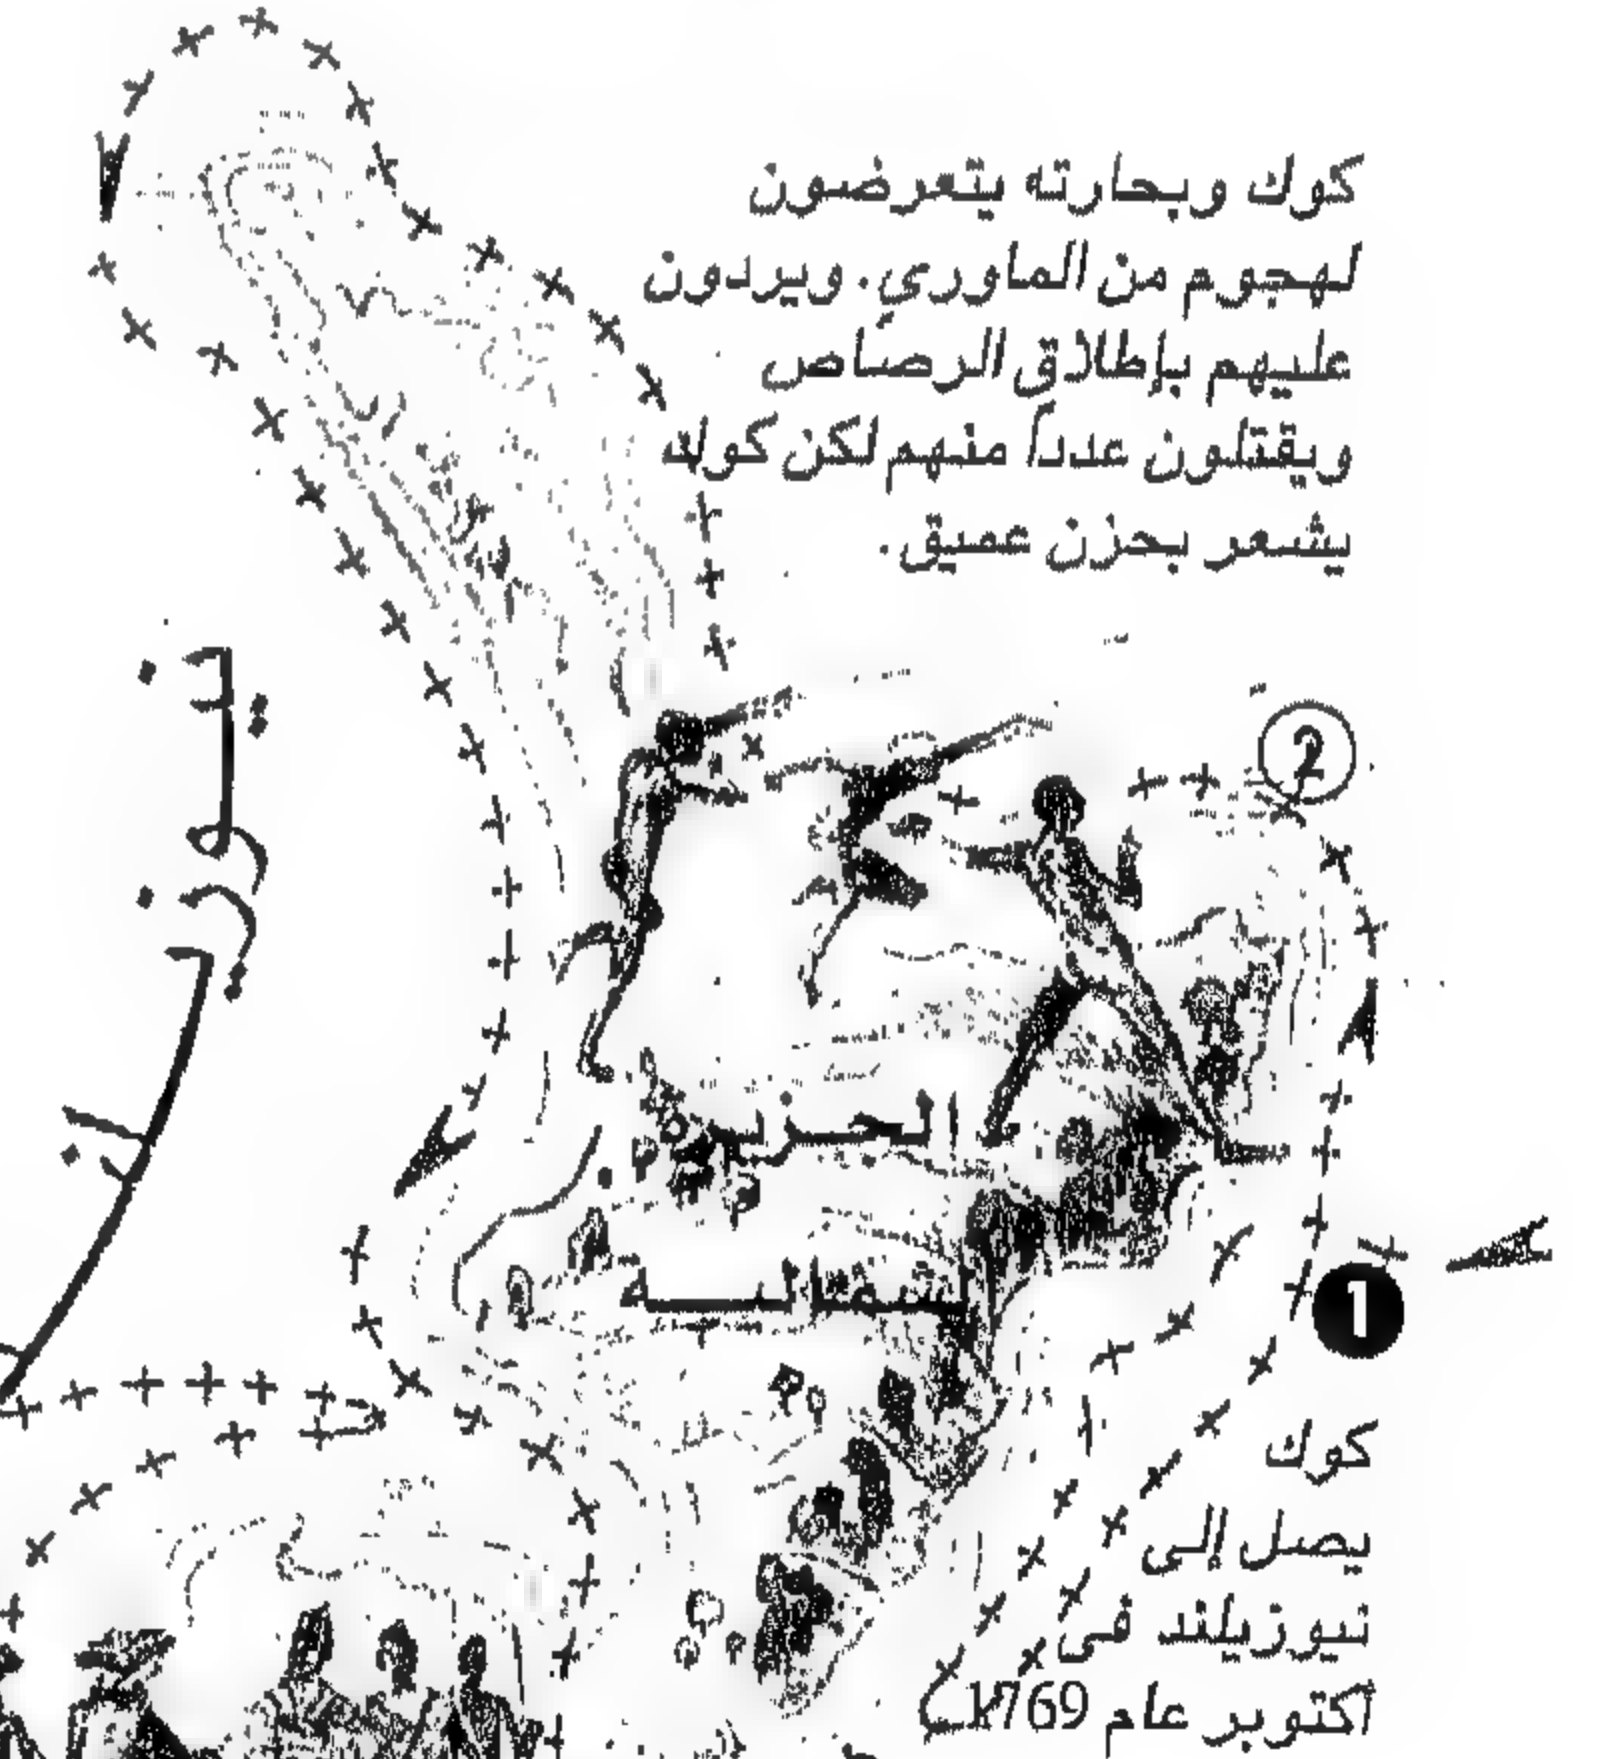 كوك وبحارته يتعرضون
لهجوم من الماوري. ويردون
عليهم بإطلاق الرصاص
ويقتلون عدداً منهم لكن كوك
يشعر بحزن عميق.
2
الجزيرة
الشمالية
1
كوك
يصل إلى
نيوزيلند في
أكتوبر عام 1769